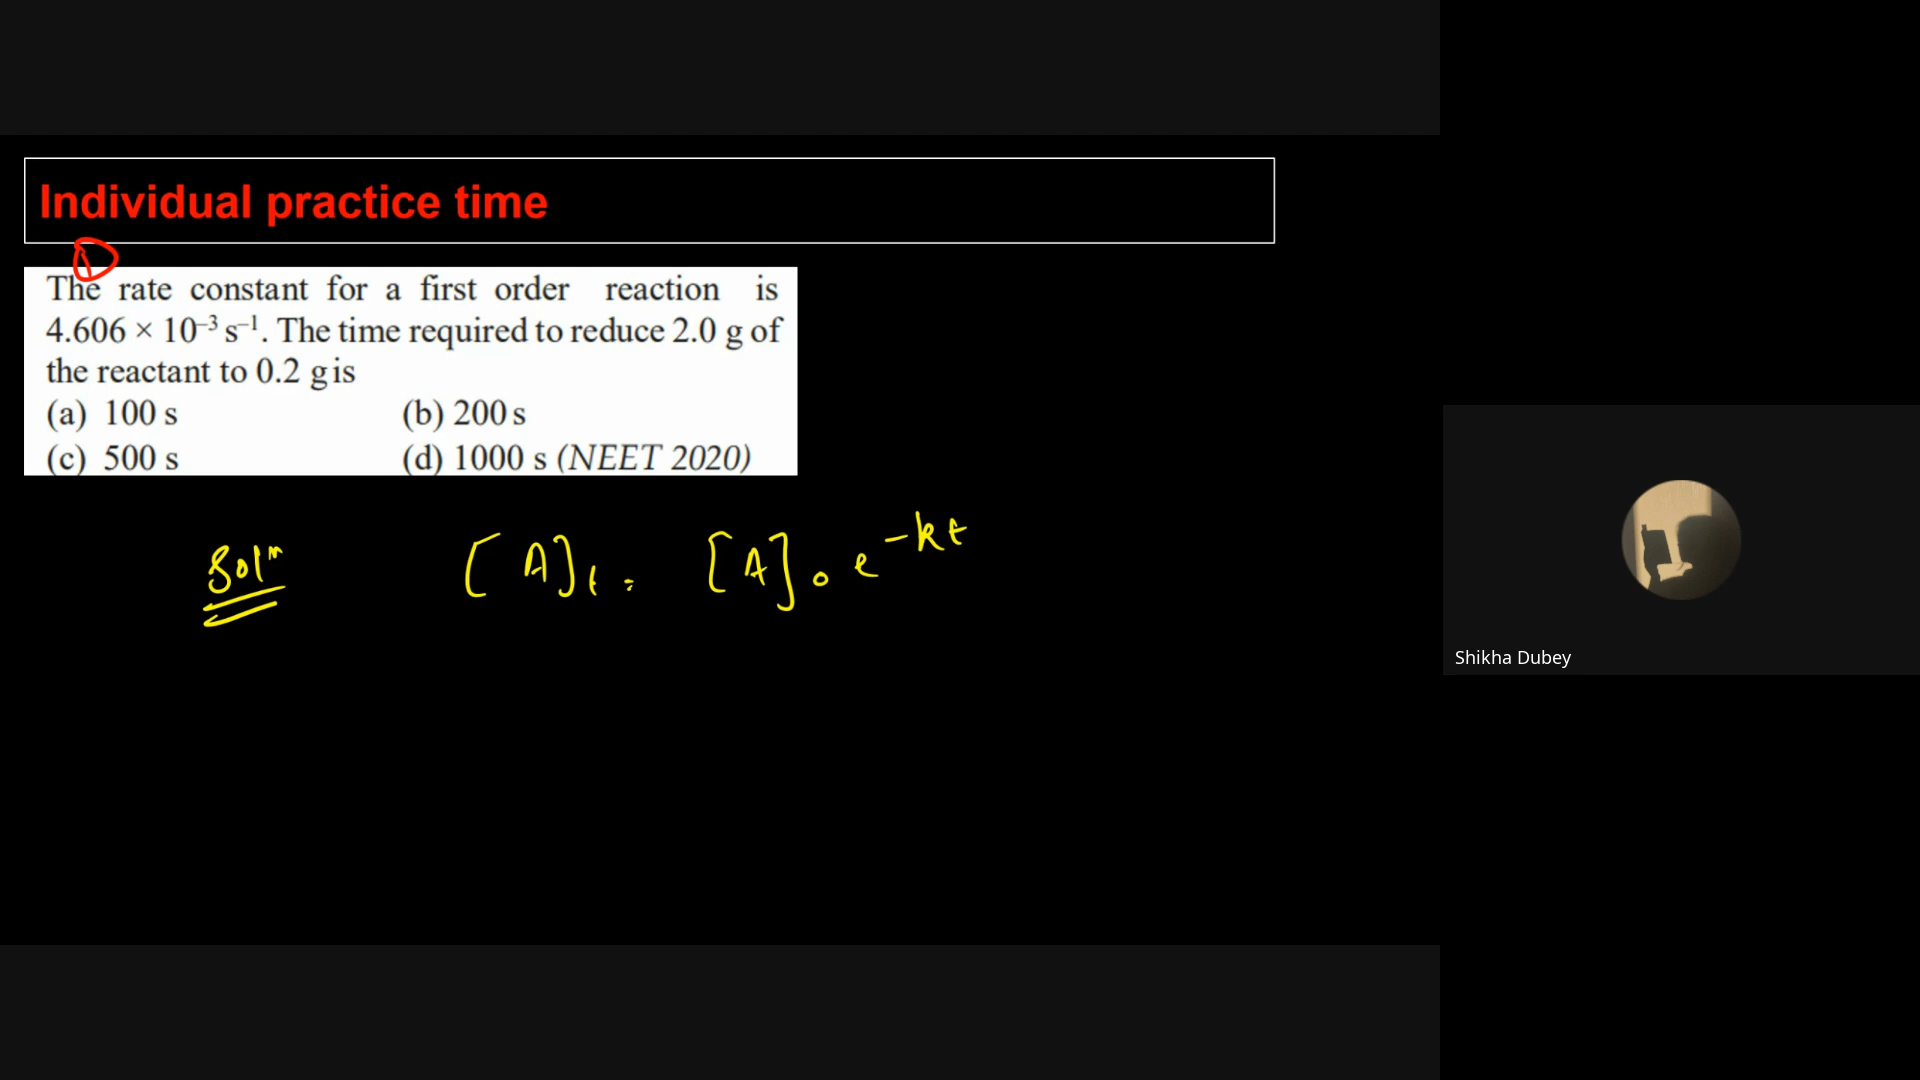 Individual practice time
1
The rate constant for a first order reaction is
4.606 × 10⁻³ s⁻¹. The time required to reduce 2.0 g of
the reactant to 0.2 g is
(a) 100 s (b) 200 s
(c) 500 s (d) 1000 s (NEET 2020)
Solⁿ [A]t = [A]₀ e^-kt
Shikha Dubey